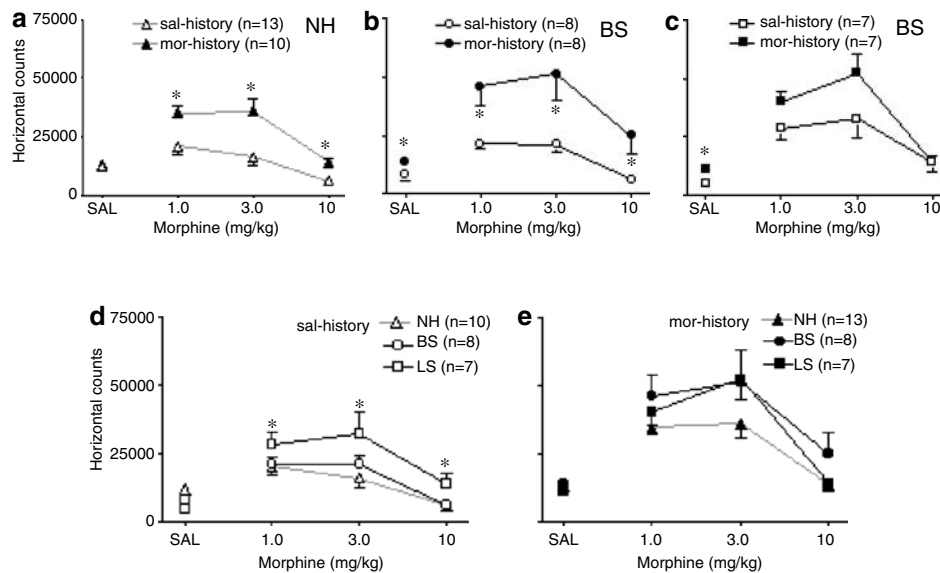 a
sal-history (n=13)
mor-history (n=10)
NH
b
sal-history (n=8)
mor-history (n=8)
BS
c
sal-history (n=7)
mor-history (n=7)
BS
Horizontal counts
75000
50000
25000
0
* * *
* * * *
*
SAL 1.0 3.0 10
Morphine (mg/kg)
SAL 1.0 3.0 10
Morphine (mg/kg)
SAL 1.0 3.0 10
Morphine (mg/kg)
d
sal-history
NH (n=10)
BS (n=8)
LS (n=7)
e
mor-history
NH (n=13)
BS (n=8)
LS (n=7)
Horizontal counts
75000
50000
25000
0
* * *
SAL 1.0 3.0 10
Morphine (mg/kg)
SAL 1.0 3.0 10
Morphine (mg/kg)